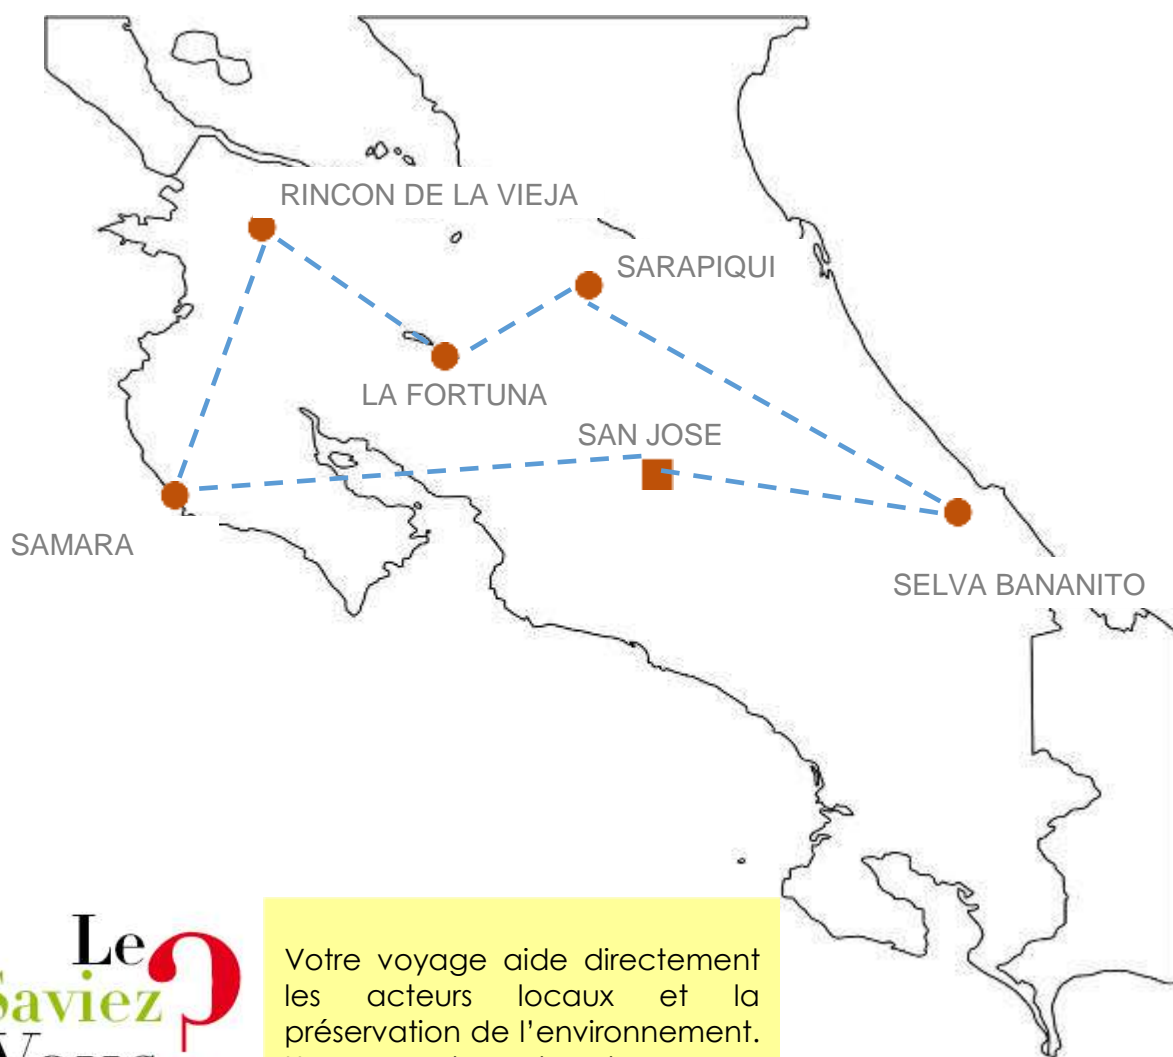 RINCON DE LA VIEJA
SARAPIQUI
LA FORTUNA
SAN JOSE
SAMARA
SELVA BANANITO
Le
Saviez
Vous
?
Votre voyage aide directement
les acteurs locaux et la
préservation de l’environnement.